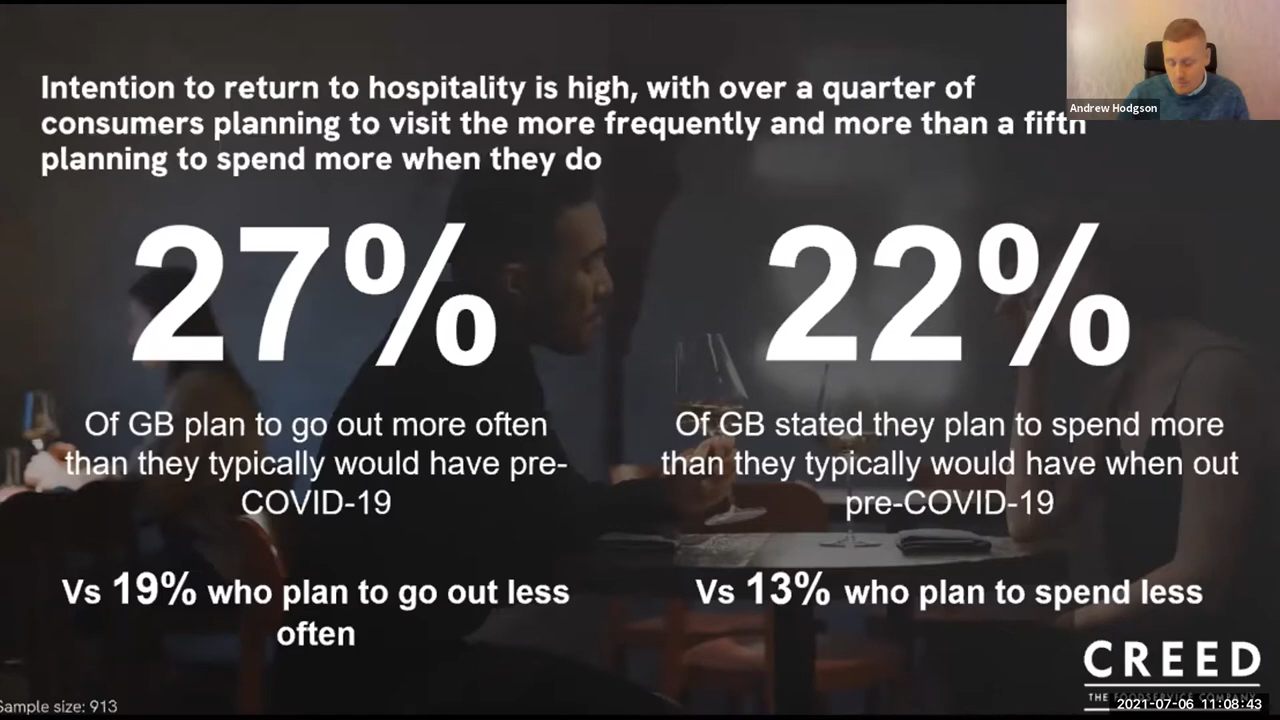 Intention to return to hospitality is high, with over a quarter of
consumers planning to visit the more frequently and more than a fifth
planning to spend more when they do
Andrew Hodgson
27%
22%
Of GB plan to go out more often
than they typically would have pre-
COVID-19
Of GB stated they plan to spend more
than they typically would have when out
pre-COVID-19
Vs 19% who plan to go out less
often
Vs 13% who plan to spend less
CREED
THE FOODSERVICE COMPANY
Sample size: 913
2021-07-06 11:08:43